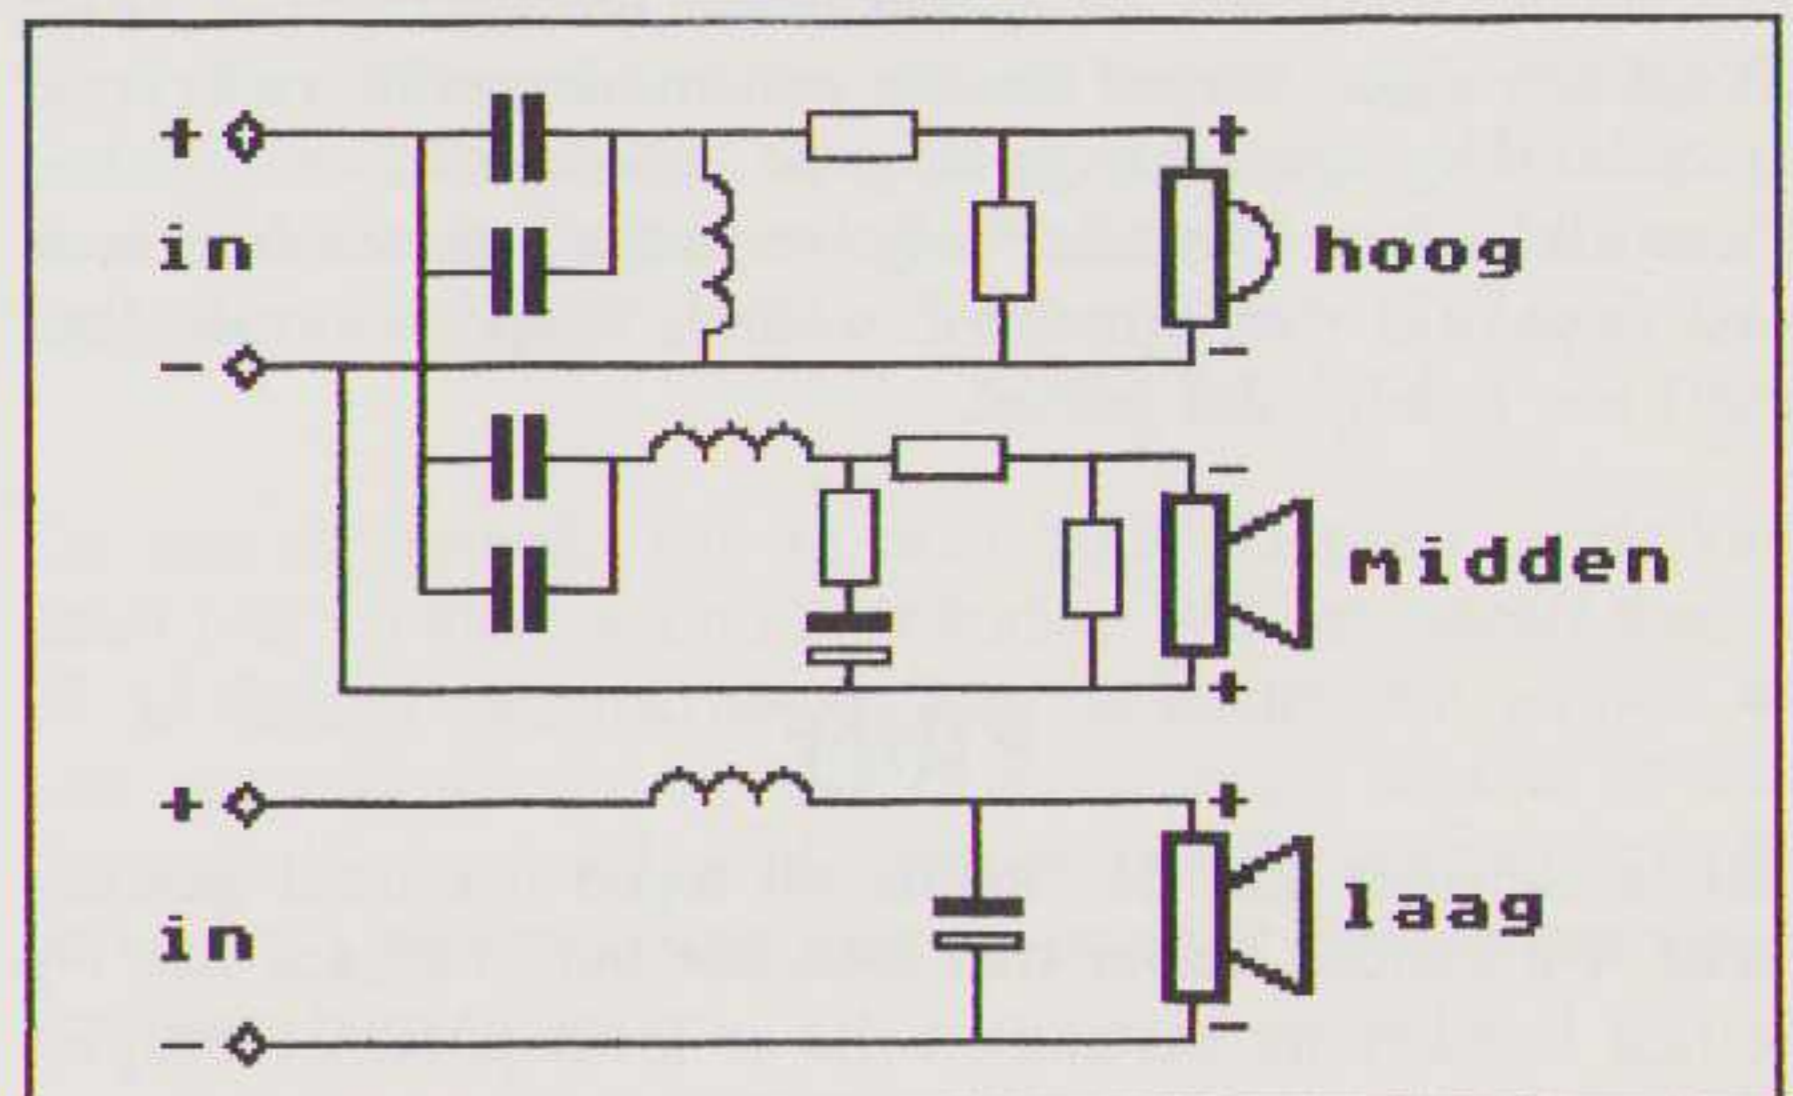 +
+
in
hoog
-
-
-
midden
+
+
+
in
laag
-
-